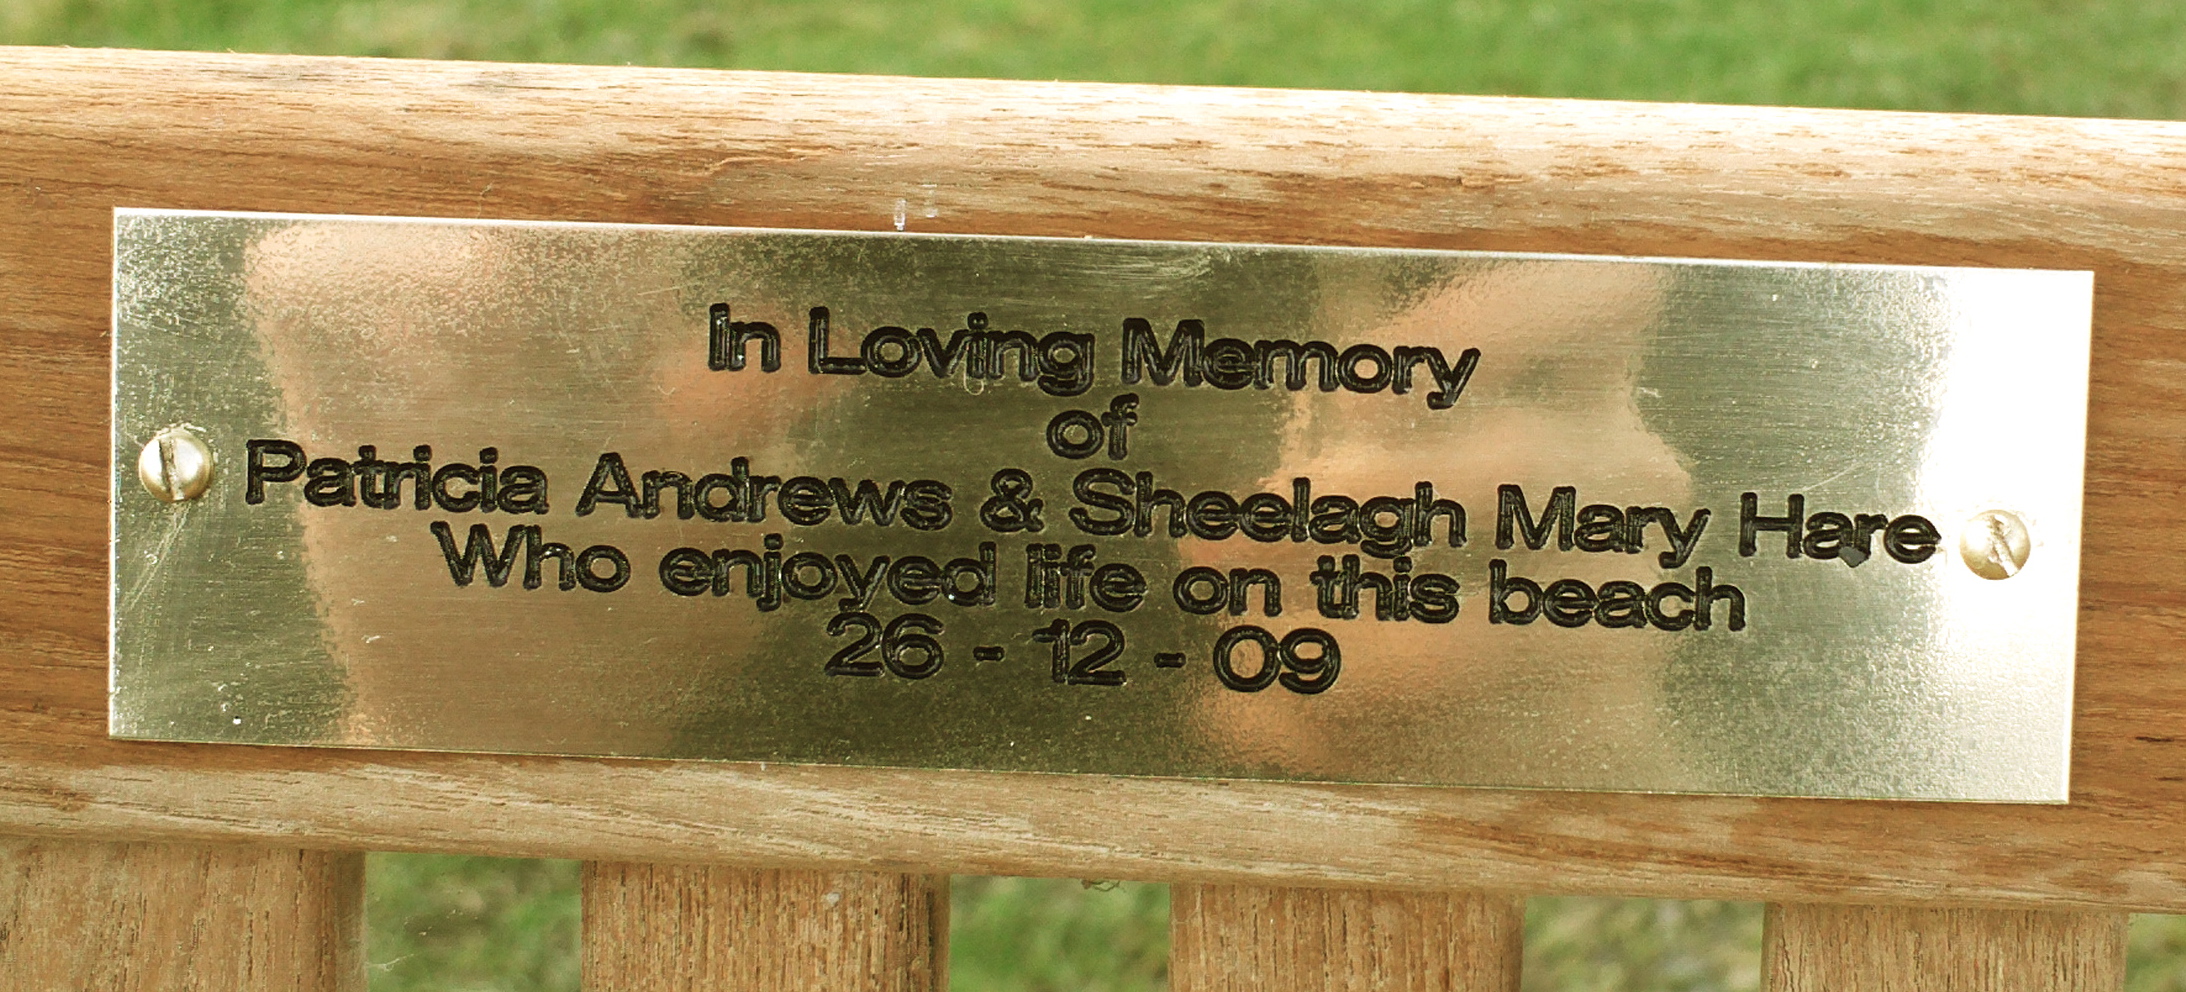 In Loving Memory
of
Patricia Andrews & Sheelagh Mary Hare
Who enjoyed life on this beach
26 - 12 - 09